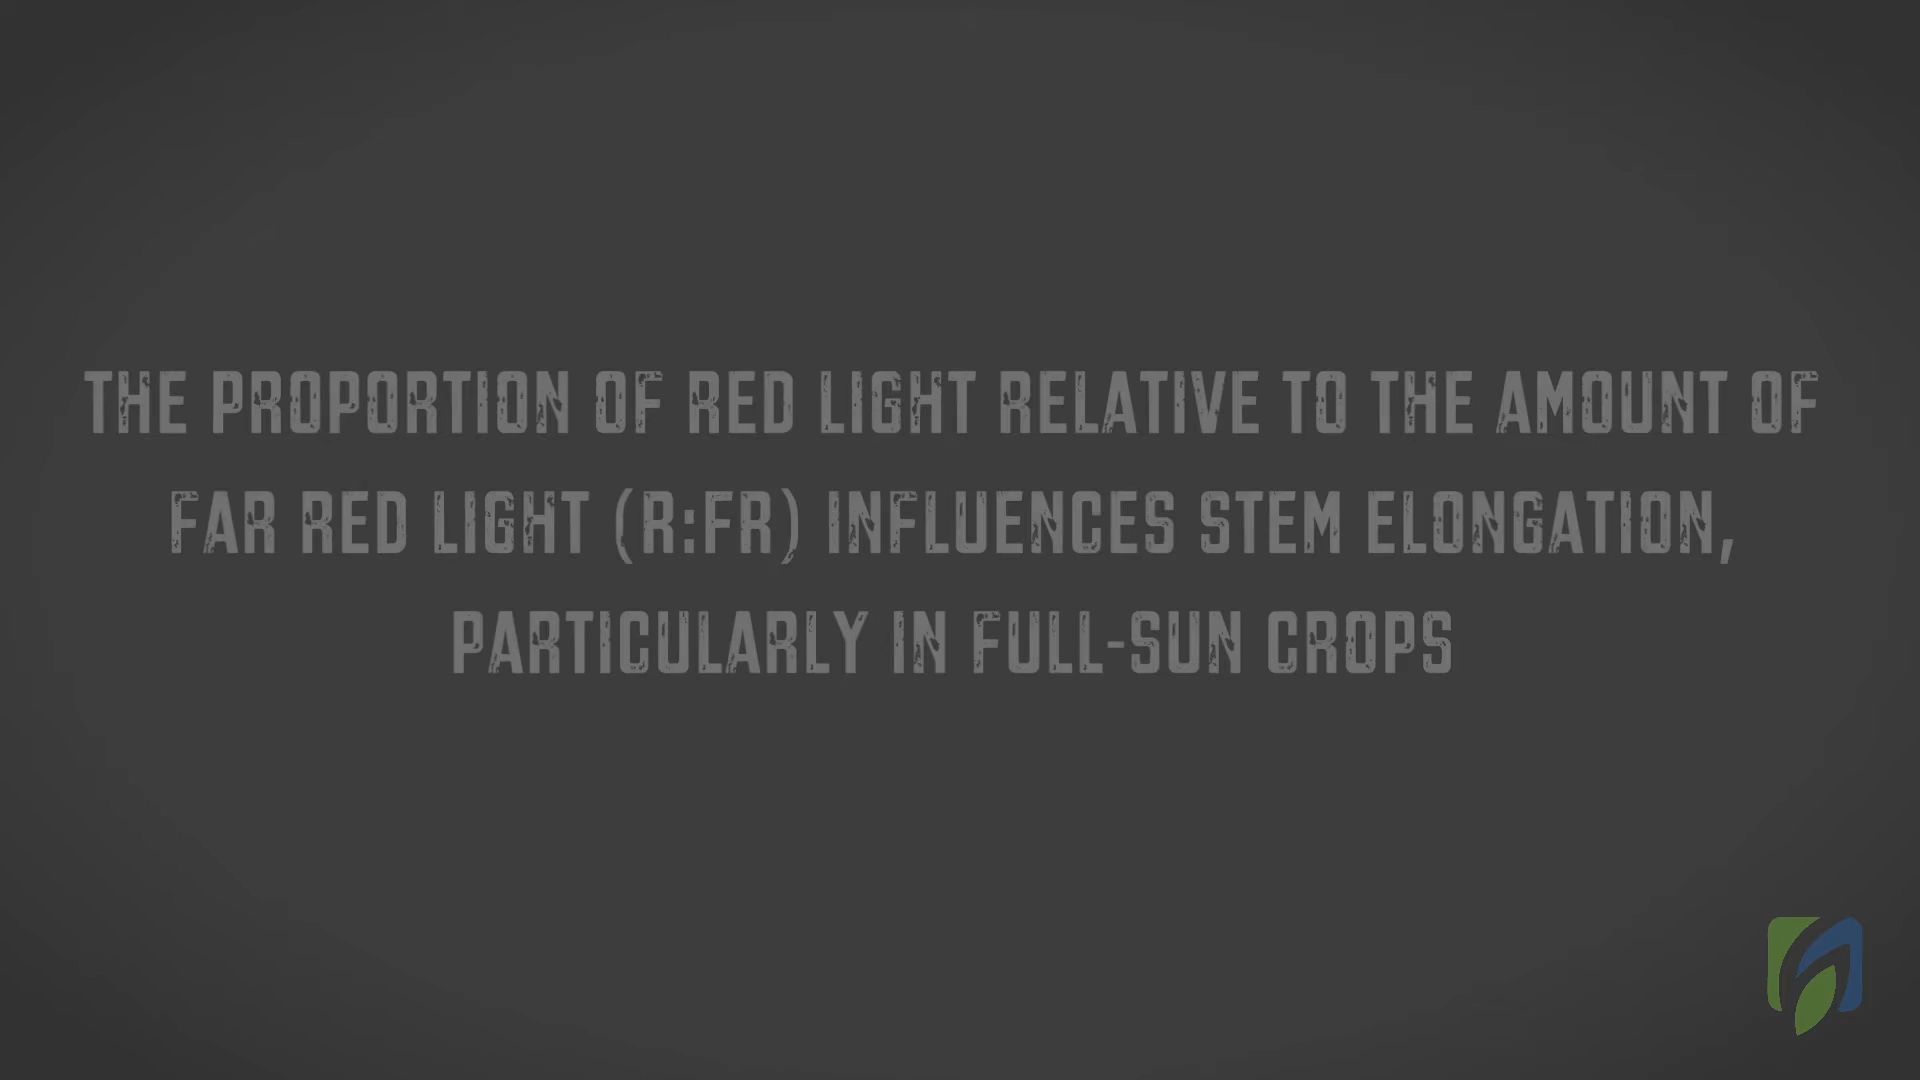 THE PROPORTION OF RED LIGHT RELATIVE TO THE AMOUNT OF
FAR RED LIGHT (R:FR) INFLUENCES STEM ELONGATION,
PARTICULARLY IN FULL-SUN CROPS